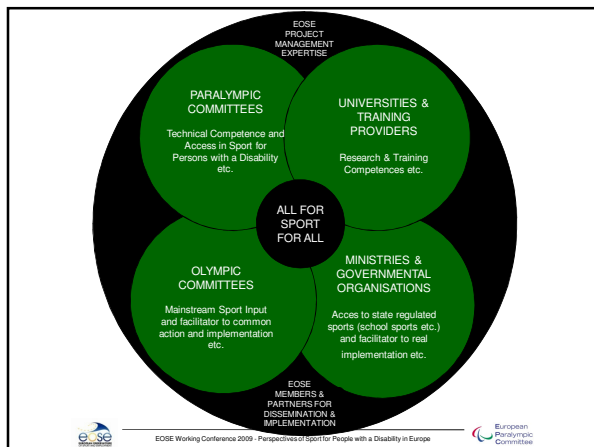 EOSE
PROJECT
MANAGEMENT
EXPERTISE
PARALYMPIC
COMMITTEES
Technical Competence and
Access in Sport for
Persons with a Disability
etc.
UNIVERSITIES &
TRAINING
PROVIDERS
Research & Training
Competences etc.
ALL FOR
SPORT
FOR ALL
OLYMPIC
COMMITTEES
Mainstream Sport Input
and facilitator to common
action and implementation
etc.
MINISTRIES &
GOVERNMENTAL
ORGANISATIONS
Acces to state regulated
sports (school sports etc.)
and facilitator to real
implementation etc.
EOSE
MEMBERS &
PARTNERS FOR
DISSEMINATION &
IMPLEMENTATION
eose
EOSE Working Conference 2009 - Perspectives of Sport for People with a Disability in Europe
European
Paralympic
Committee